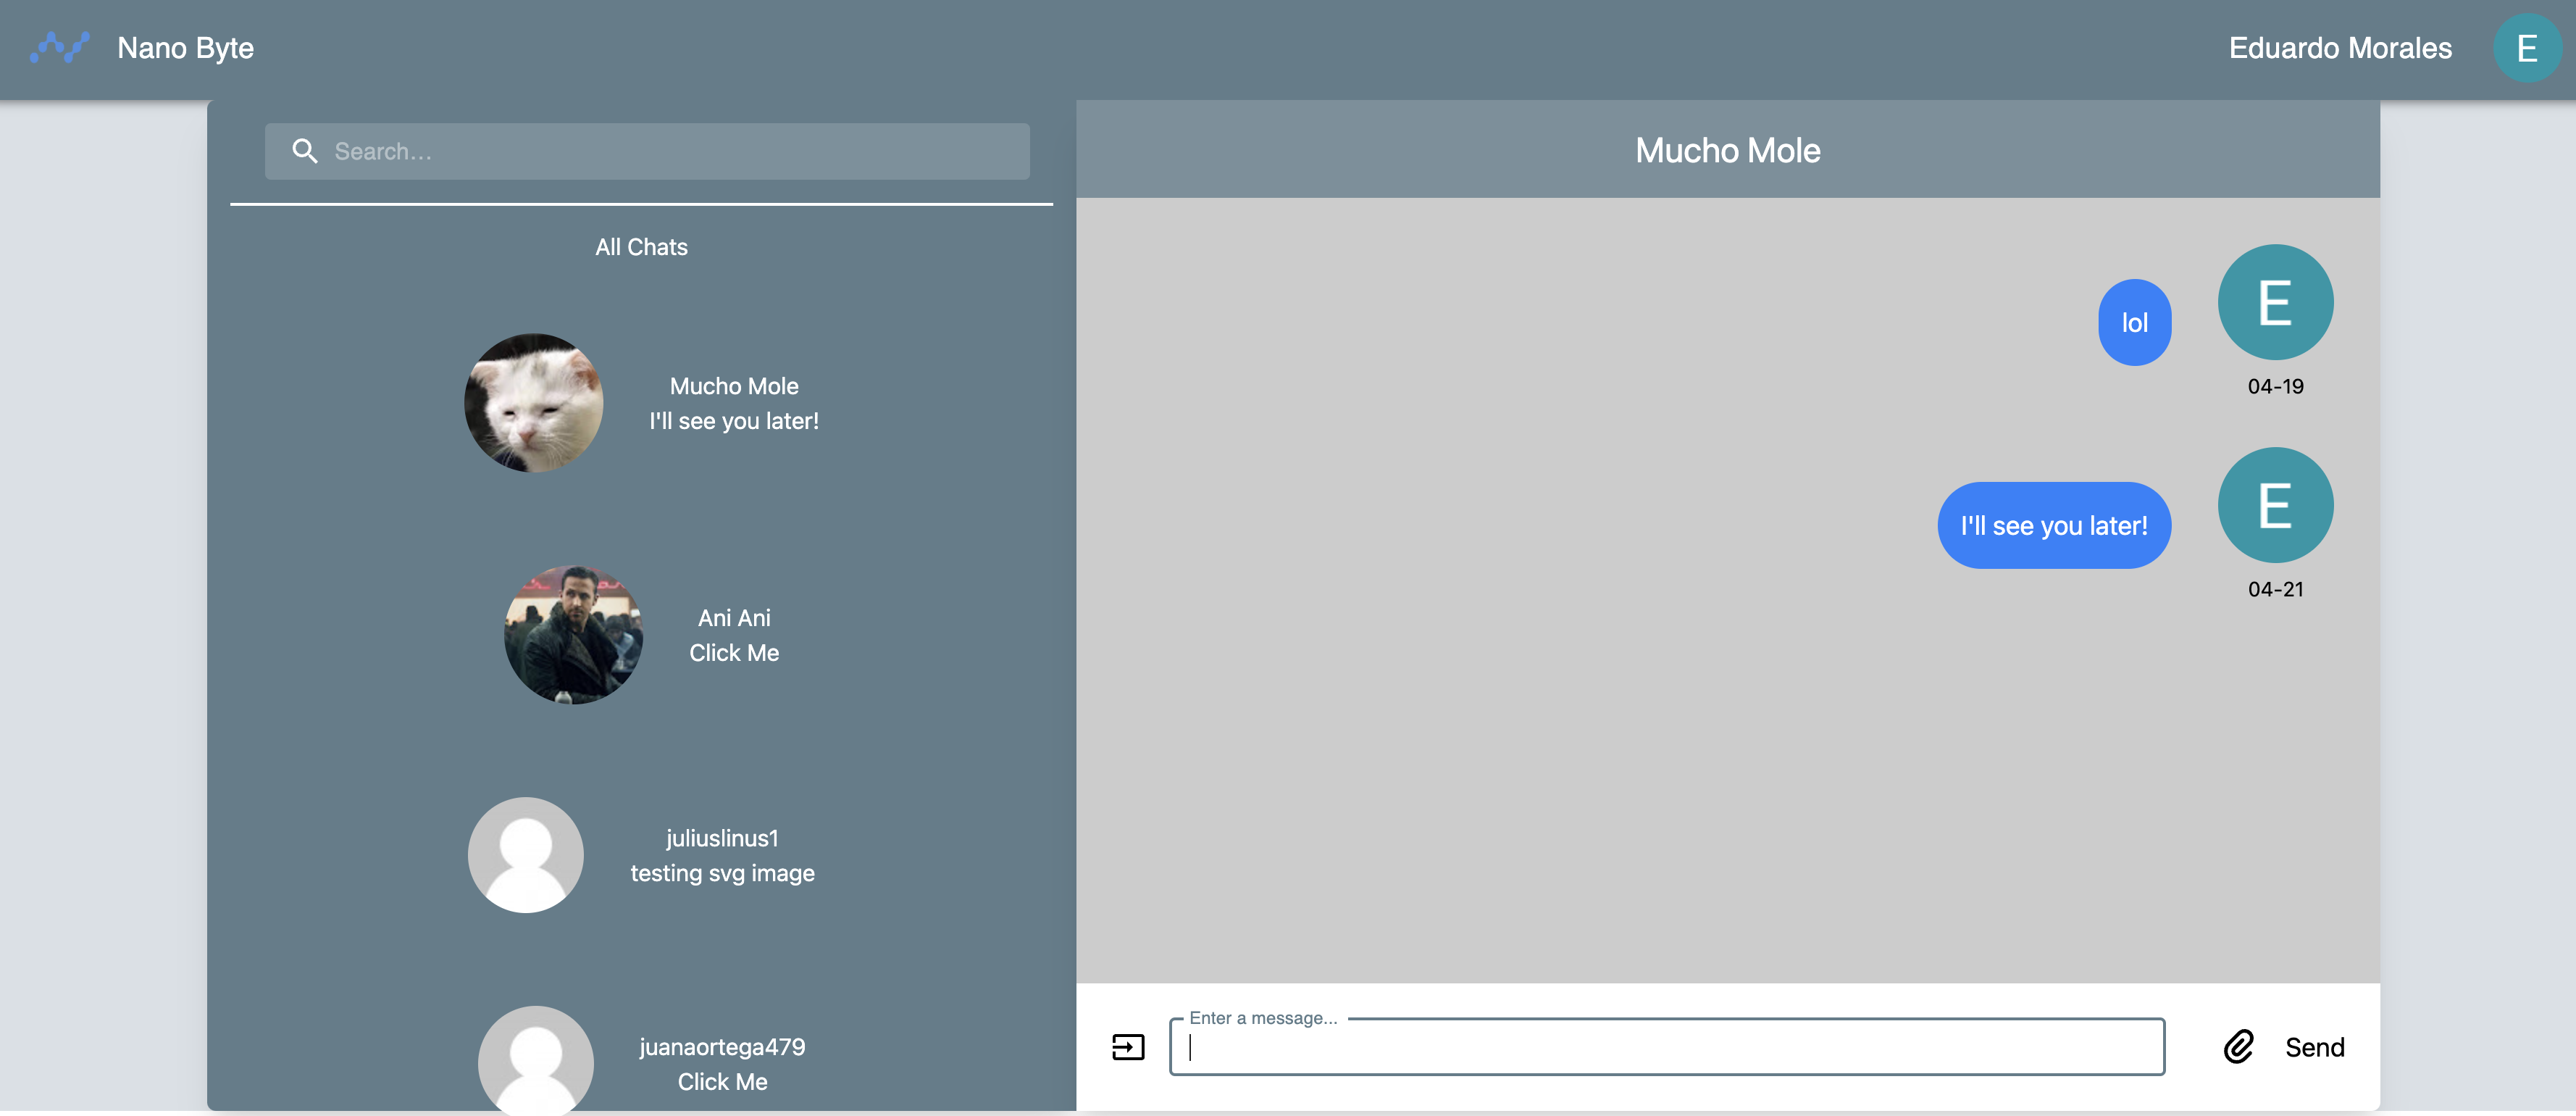 Nano Byte
Eduardo Morales
E
Search...
All Chats
Mucho Mole
I'll see you later!
Ani Ani
Click Me
juliuslinus1
testing svg image
juanaortega479
Click Me
Mucho Mole
lol
E
04-19
I'll see you later!
E
04-21
Enter a message...
Send